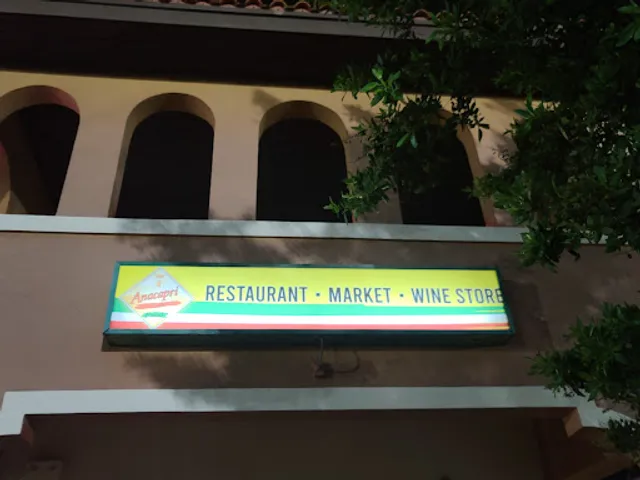 Anacapri
RESTAURANT • MARKET • WINE STORE